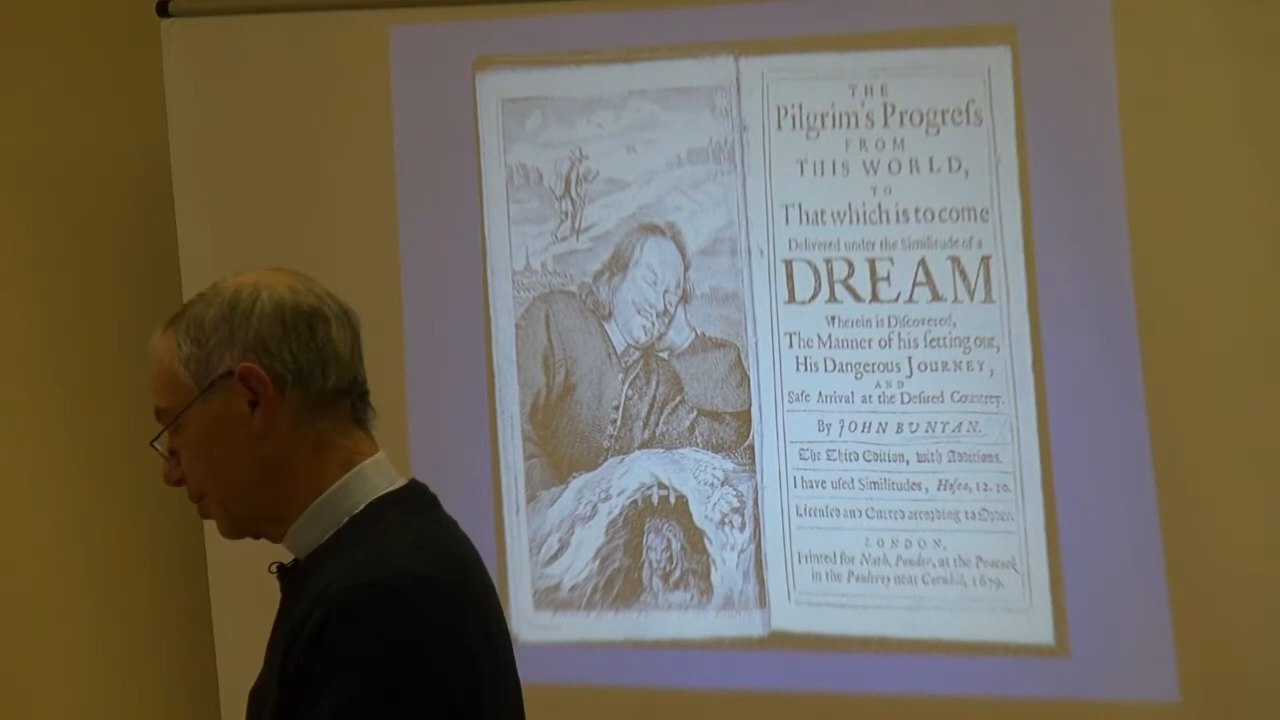 THE
Pilgrim's Progreſs
FROM
THIS WORLD,
TO
That which is to come
Delivered under the Similitude of a
DREAM
Wherein is Diſcovered,
The Manner of his ſetting out,
His Dangerous JOURNEY,
AND
Safe Arrival at the Deſired Countrey.
By JOHN BUNYAN.
The Third Edition, with Additions.
I have uſed Similitudes, Hoſea, 12. 10.
Licenſed and Entred according to Order.
LONDON,
Printed for Nath. Ponder, at the Peacock
in the Poultrey near Cornhil, 1679.